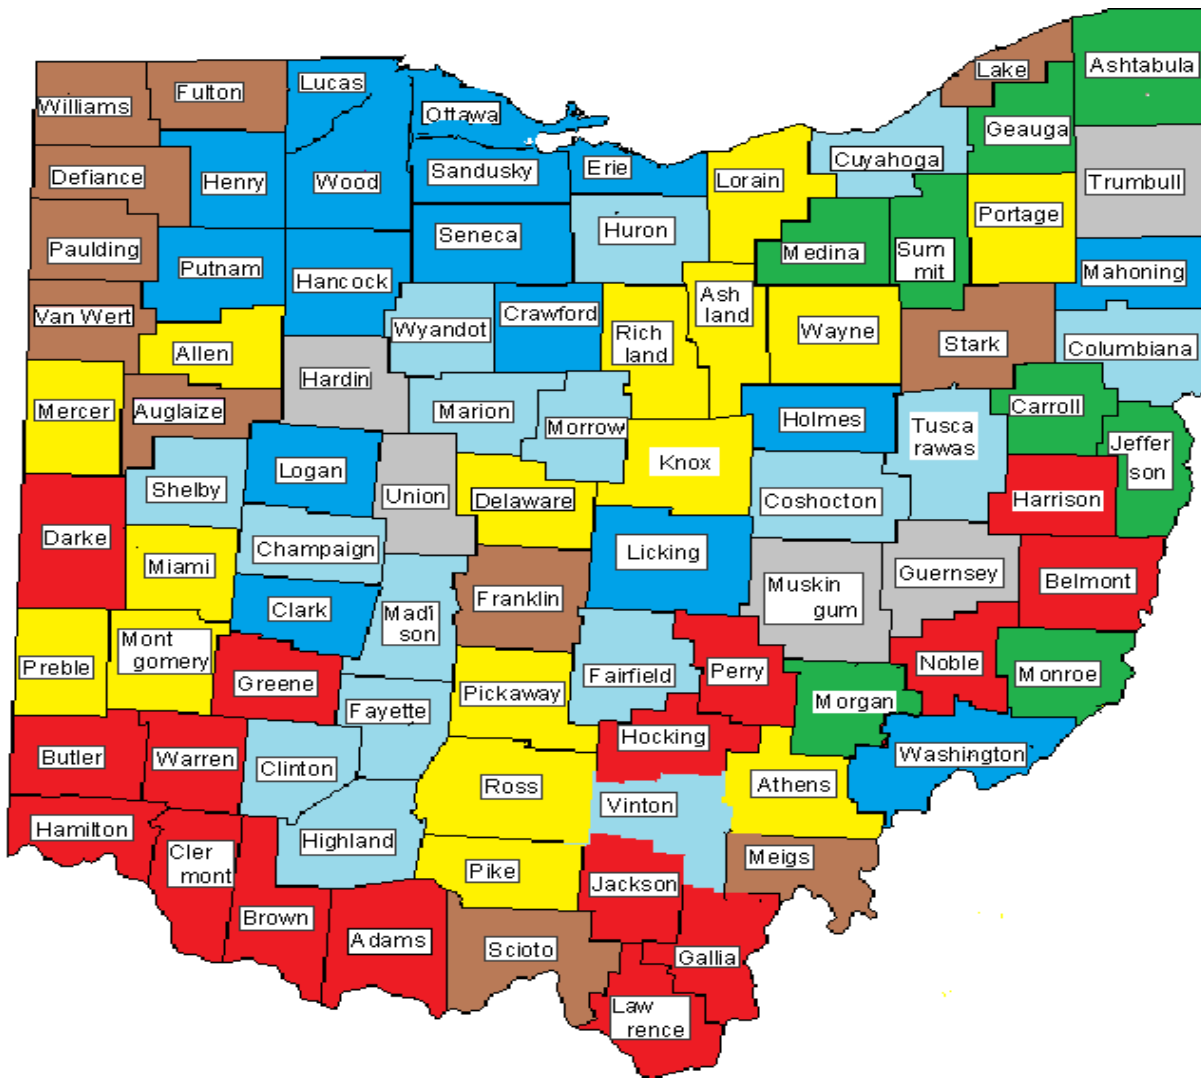 Lake
Ashtabula
Lucas
Fulton
Williams
Ottawa
Geauga
Cuyahoga
Sandusky
Erie
Lorain
Trumbull
Defiance
Henry
Wood
Portage
Huron
Seneca
Medina
Sum
mit
Paulding
Putnam
Hancock
Mahoning
Ash
land
Van Wert
Crawford
Wyandot
Rich
land
Wayne
Stark
Columbiana
Allen
Hardin
Mercer
Auglaize
Marion
Morrow
Holmes
Tusca
rawas
Carroll
Jeffer
son
Knox
Logan
Shelby
Union
Delaware
Coshocton
Harrison
Darke
Champaign
Licking
Miami
Guernsey
Belmont
Muskin
gum
Franklin
Clark
Madi
son
Mont
gomery
Preble
Greene
Fairfield
Perry
Noble
Monroe
Pickaway
Fayette
Morgan
Hocking
Washington
Butler
Warren
Clinton
Ross
Athens
Vinton
Hamilton
Highland
Cler
mont
Meigs
Pike
Jackson
Brown
Adams
Scioto
Gallia
Law
rence